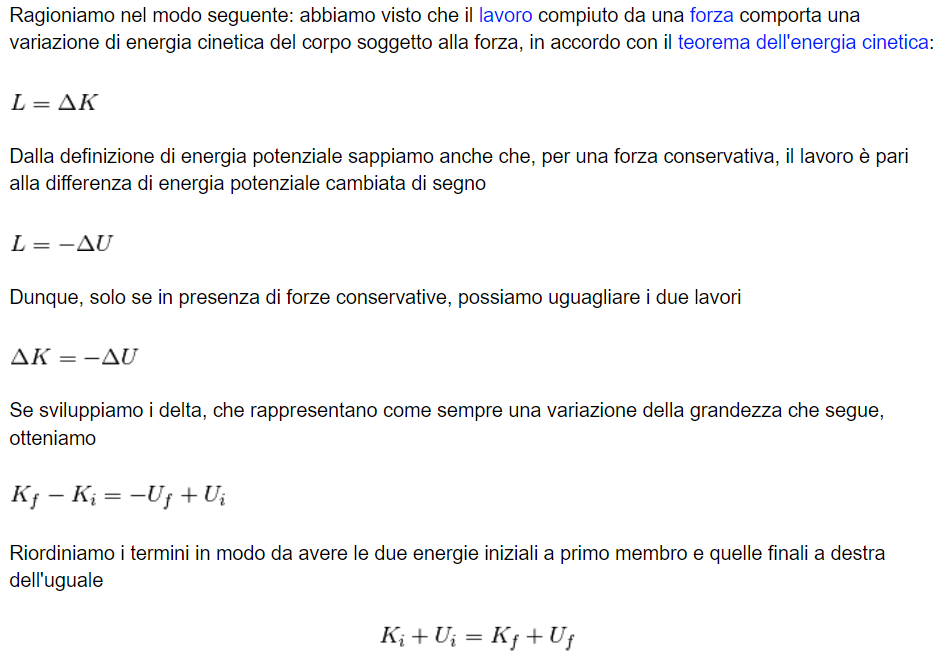 Ragioniamo nel modo seguente: abbiamo visto che il lavoro compiuto da una forza comporta una
variazione di energia cinetica del corpo soggetto alla forza, in accordo con il teorema dell'energia cinetica:
L = ΔK
Dalla definizione di energia potenziale sappiamo anche che, per una forza conservativa, il lavoro è pari
alla differenza di energia potenziale cambiata di segno
L = −ΔU
Dunque, solo se in presenza di forze conservative, possiamo uguagliare i due lavori
ΔK = −ΔU
Se sviluppiamo i delta, che rappresentano come sempre una variazione della grandezza che segue,
otteniamo
K_f − K_i = −U_f + U_i
Riordiniamo i termini in modo da avere le due energie iniziali a primo membro e quelle finali a destra
dell'uguale
K_i + U_i = K_f + U_f